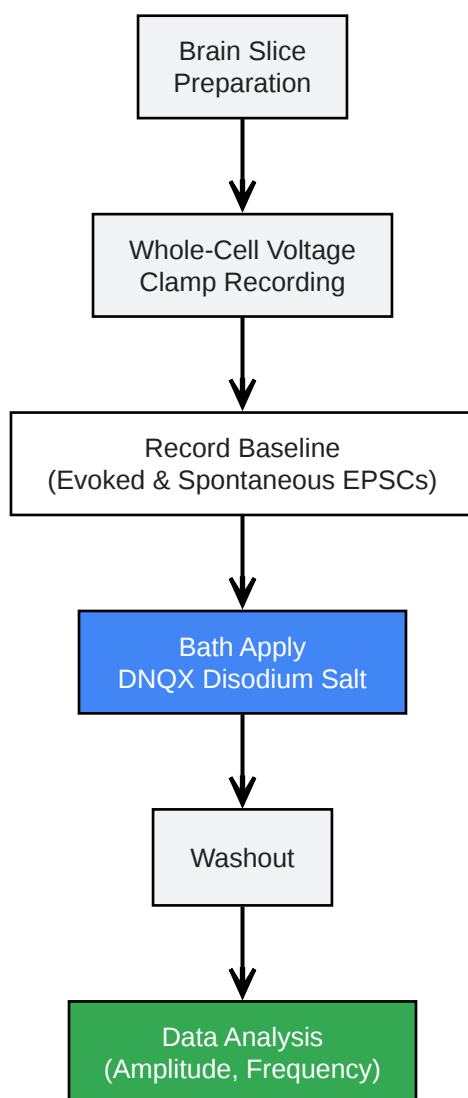 Brain Slice
Preparation
Whole-Cell Voltage
Clamp Recording
Record Baseline
(Evoked & Spontaneous EPSCs)
Bath Apply
DNQX Disodium Salt
Washout
Data Analysis
(Amplitude, Frequency)